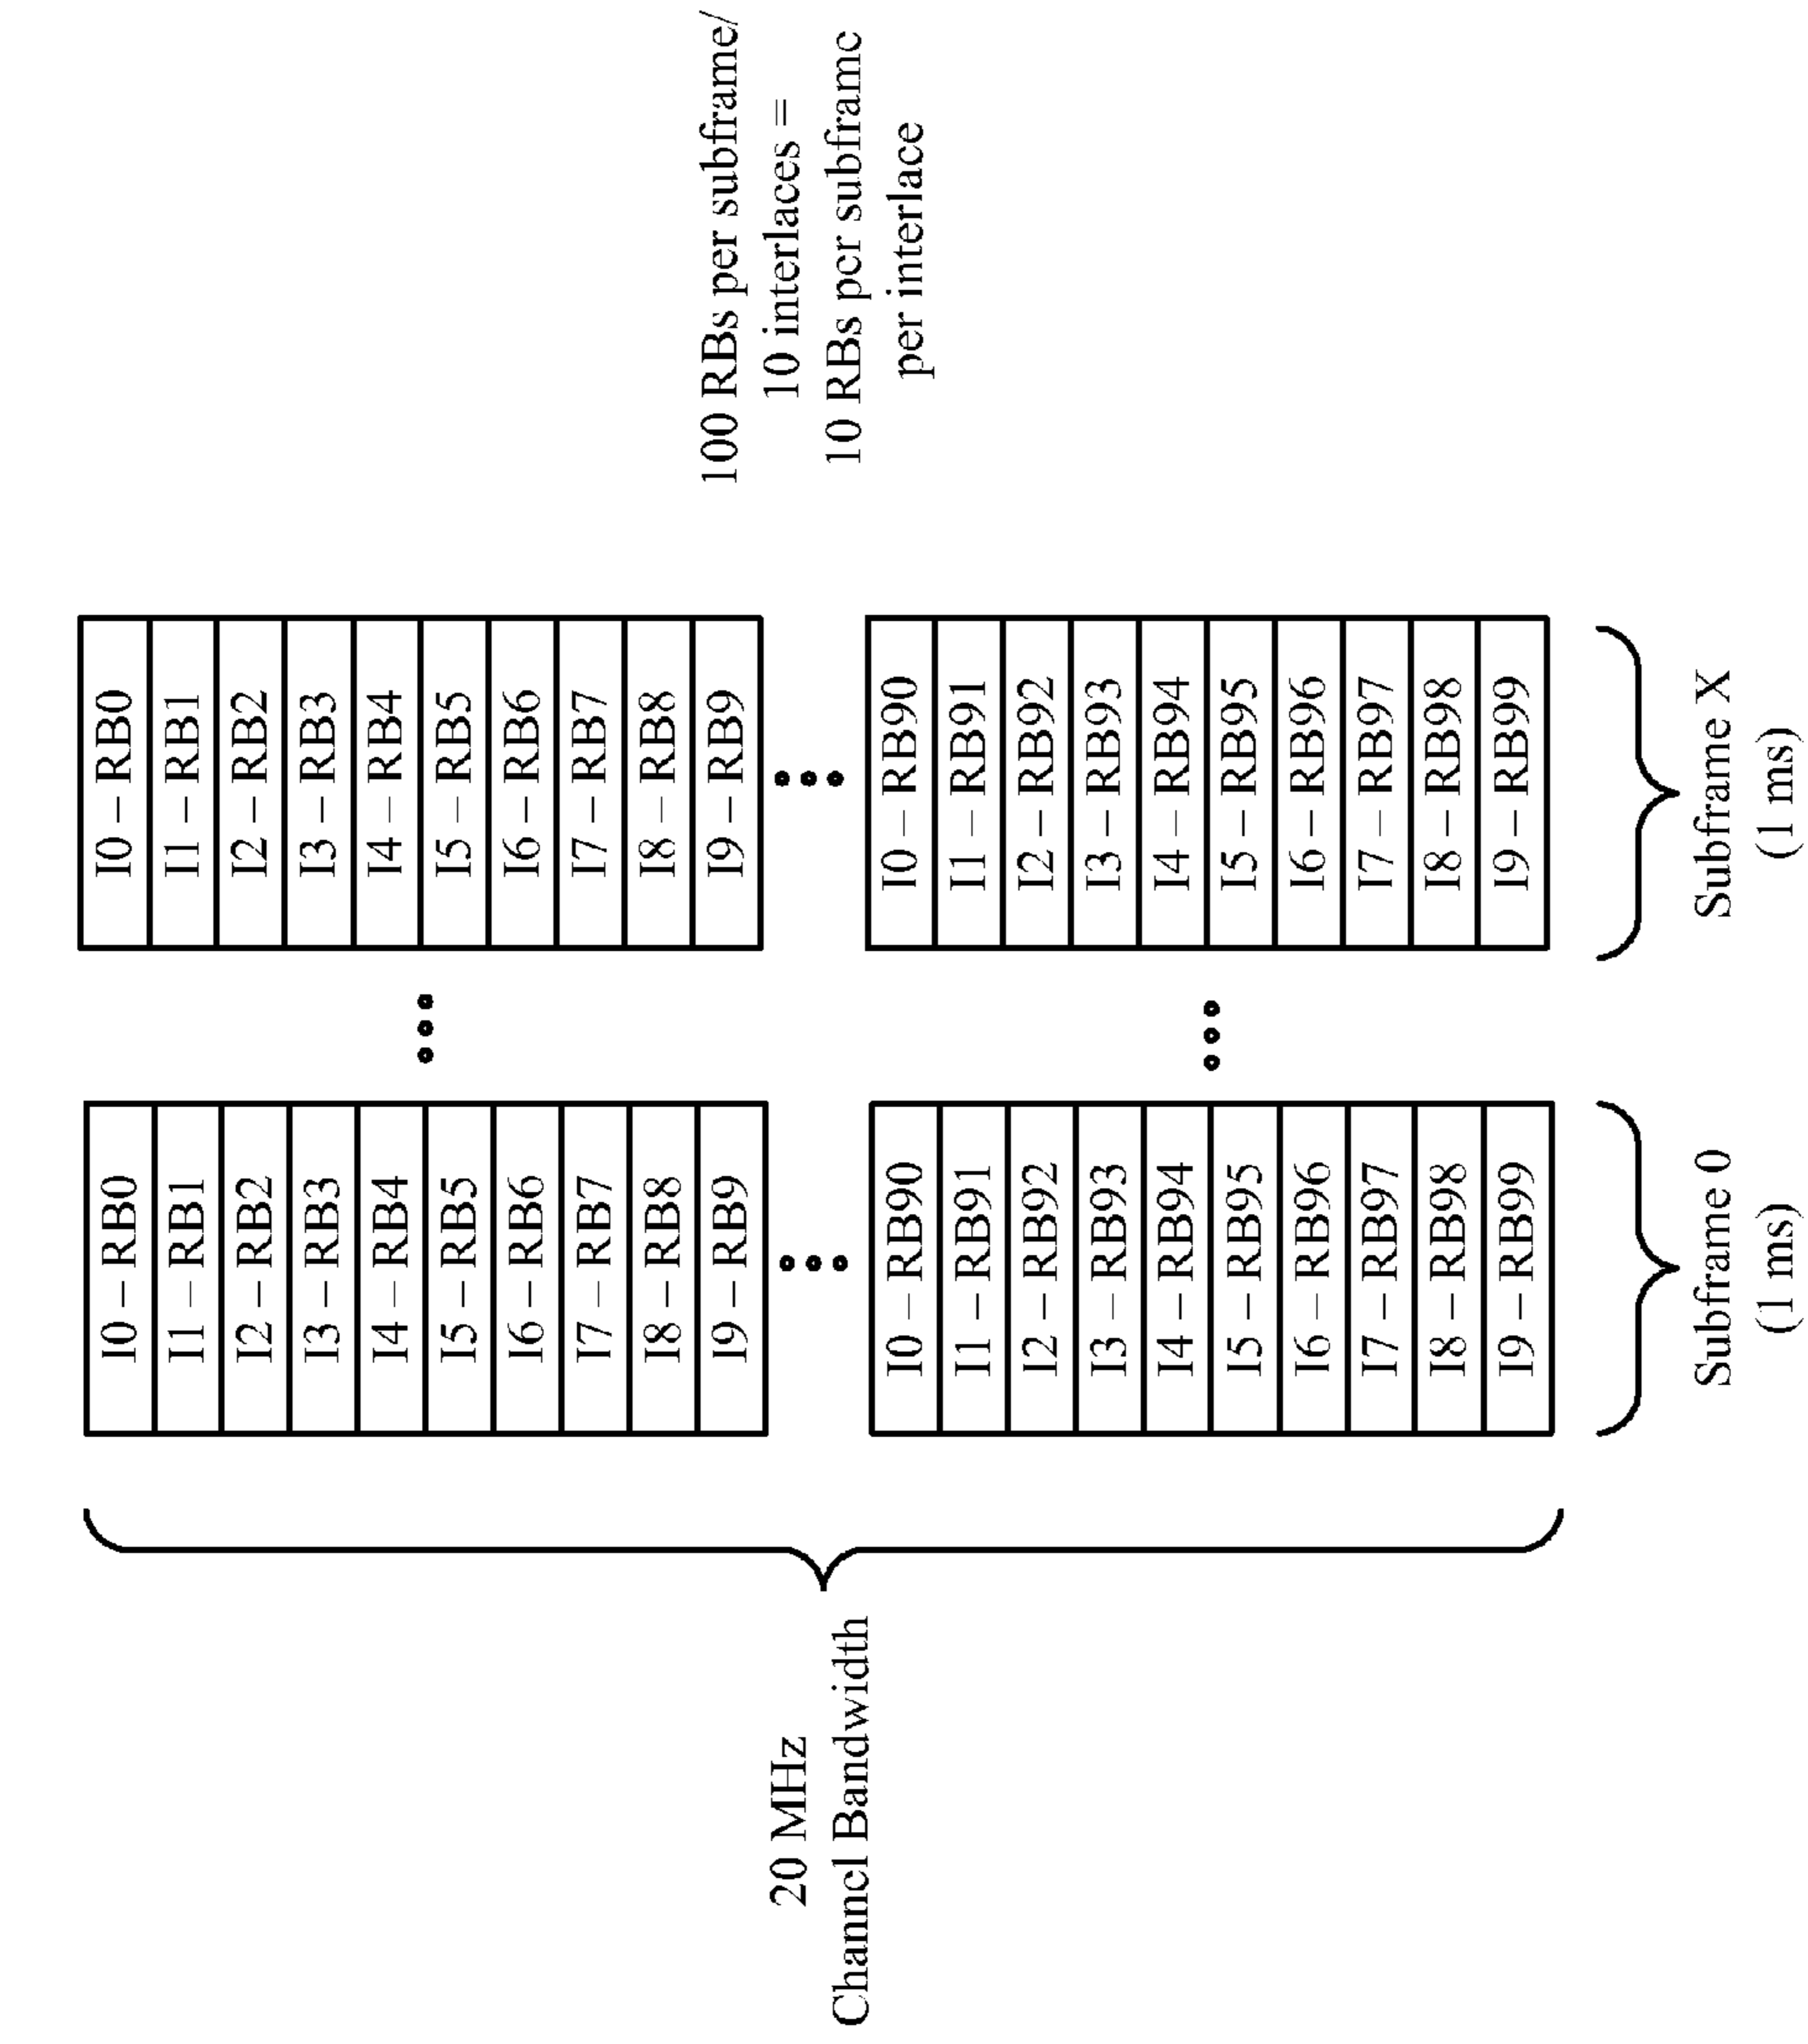 20 MHz
Channel Bandwidth
I0 – RB0
I1 – RB1
I2 – RB2
I3 – RB3
I4 – RB4
I5 – RB5
I6 – RB6
I7 – RB7
I8 – RB8
I9 – RB9
I0 – RB90
I1 – RB91
I2 – RB92
I3 – RB93
I4 – RB94
I5 – RB95
I6 – RB96
I7 – RB97
I8 – RB98
I9 – RB99
Subframe 0
(1 ms)
I0 – RB0
I1 – RB1
I2 – RB2
I3 – RB3
I4 – RB4
I5 – RB5
I6 – RB6
I7 – RB7
I8 – RB8
I9 – RB9
I0 – RB90
I1 – RB91
I2 – RB92
I3 – RB93
I4 – RB94
I5 – RB95
I6 – RB96
I7 – RB97
I8 – RB98
I9 – RB99
Subframe X
(1 ms)
100 RBs per subframe/
10 interlaces =
10 RBs per subframe
per interlace